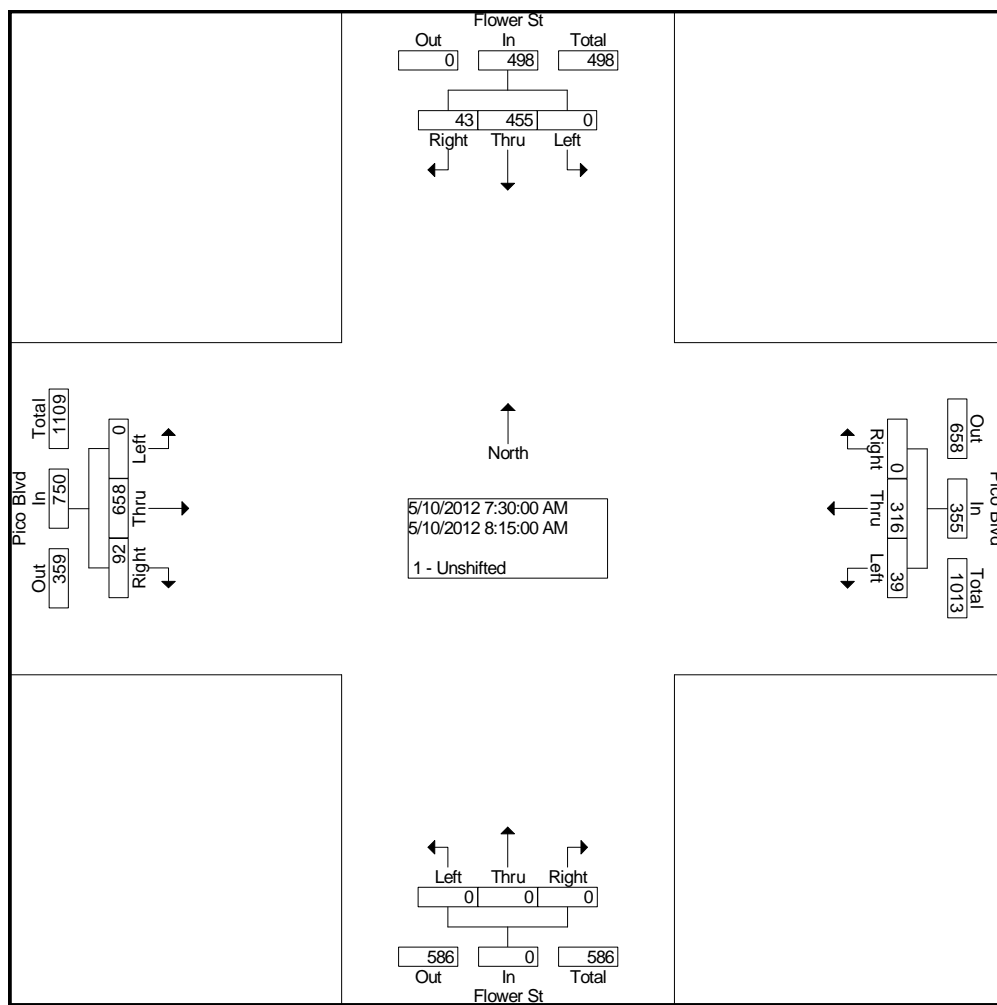 Flower St
Out In Total
0 498 498
43 455 0
Right Thru Left
Pico Blvd
Total In Out
1109 750 359
0 658 92
Left Thru Right
North
5/10/2012 7:30:00 AM
5/10/2012 8:15:00 AM
1 - Unshifted
Right Thru Left
0 316 39
Out In Total
658 355 1013
Pico Blvd
Left Thru Right
0 0 0
586 0 586
Out In Total
Flower St